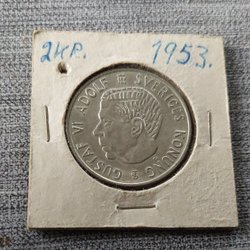 2KR. 1953.
GUSTAF VI ADOLF SVERIGES KONUNG